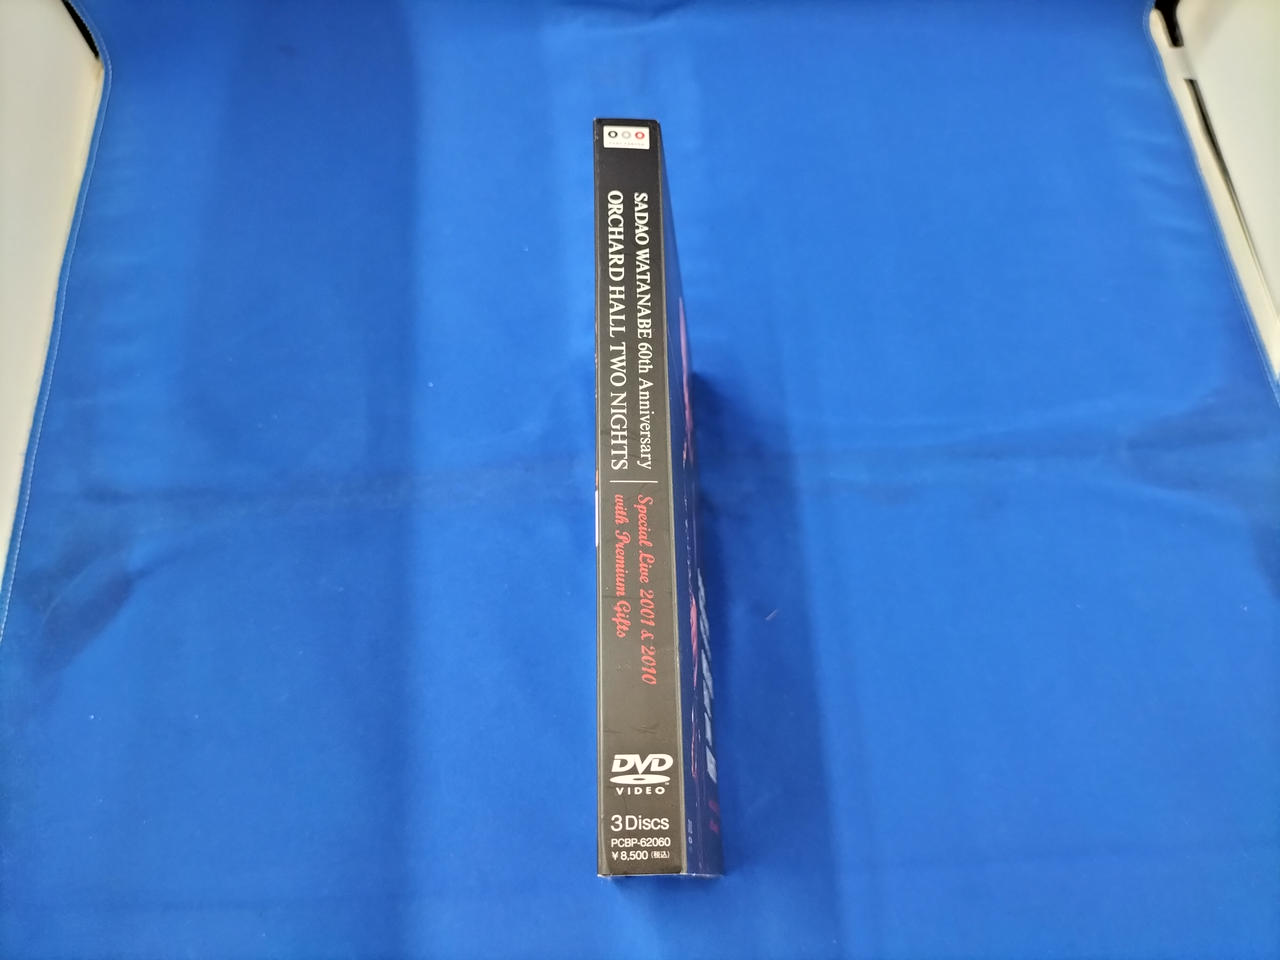 SADAO WATANABE 60th Anniversary
ORCHARD HALL TWO NIGHTS
Special Live 2001 & 2010
with Premium Gifts
DVD
VIDEO
3 Discs
PCBP-62060
¥8,500 (税込)